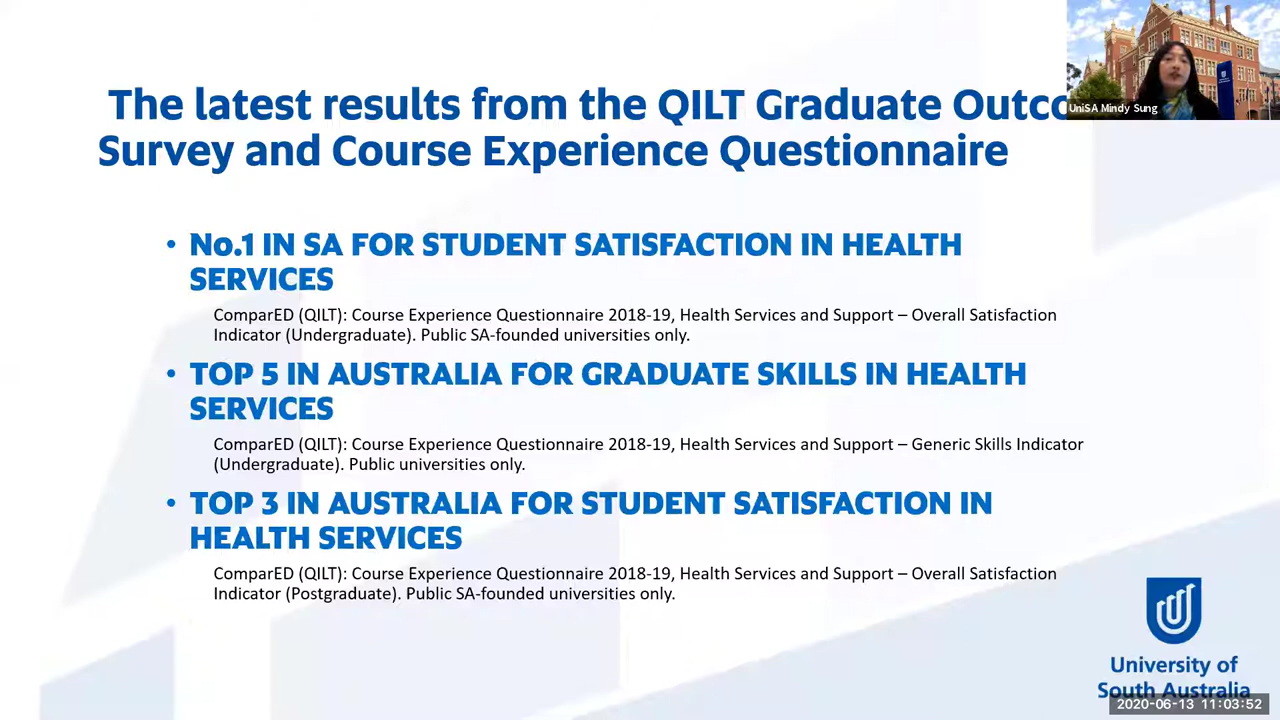 The latest results from the QILT Graduate Outco
Survey and Course Experience Questionnaire
UniSA Mindy Sung
• No.1 IN SA FOR STUDENT SATISFACTION IN HEALTH
SERVICES
ComparED (QILT): Course Experience Questionnaire 2018-19, Health Services and Support – Overall Satisfaction
Indicator (Undergraduate). Public SA-founded universities only.
• TOP 5 IN AUSTRALIA FOR GRADUATE SKILLS IN HEALTH
SERVICES
ComparED (QILT): Course Experience Questionnaire 2018-19, Health Services and Support – Generic Skills Indicator
(Undergraduate). Public universities only.
• TOP 3 IN AUSTRALIA FOR STUDENT SATISFACTION IN
HEALTH SERVICES
ComparED (QILT): Course Experience Questionnaire 2018-19, Health Services and Support – Overall Satisfaction
Indicator (Postgraduate). Public SA-founded universities only.
University of
South Australia
2020-06-13 11:03:52